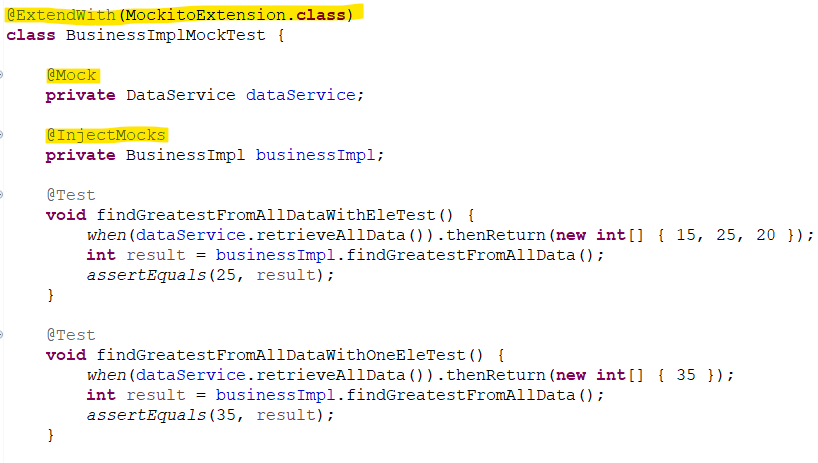 @ExtendWith(MockitoExtension.class)
class BusinessImplMockTest {
@Mock
private DataService dataService;
@InjectMocks
private BusinessImpl businessImpl;
@Test
void findGreatestFromAllDataWithEleTest() {
when(dataService.retrieveAllData()).thenReturn(new int[] { 15, 25, 20 });
int result = businessImpl.findGreatestFromAllData();
assertEquals(25, result);
}
@Test
void findGreatestFromAllDataWithOneEleTest() {
when(dataService.retrieveAllData()).thenReturn(new int[] { 35 });
int result = businessImpl.findGreatestFromAllData();
assertEquals(35, result);
}